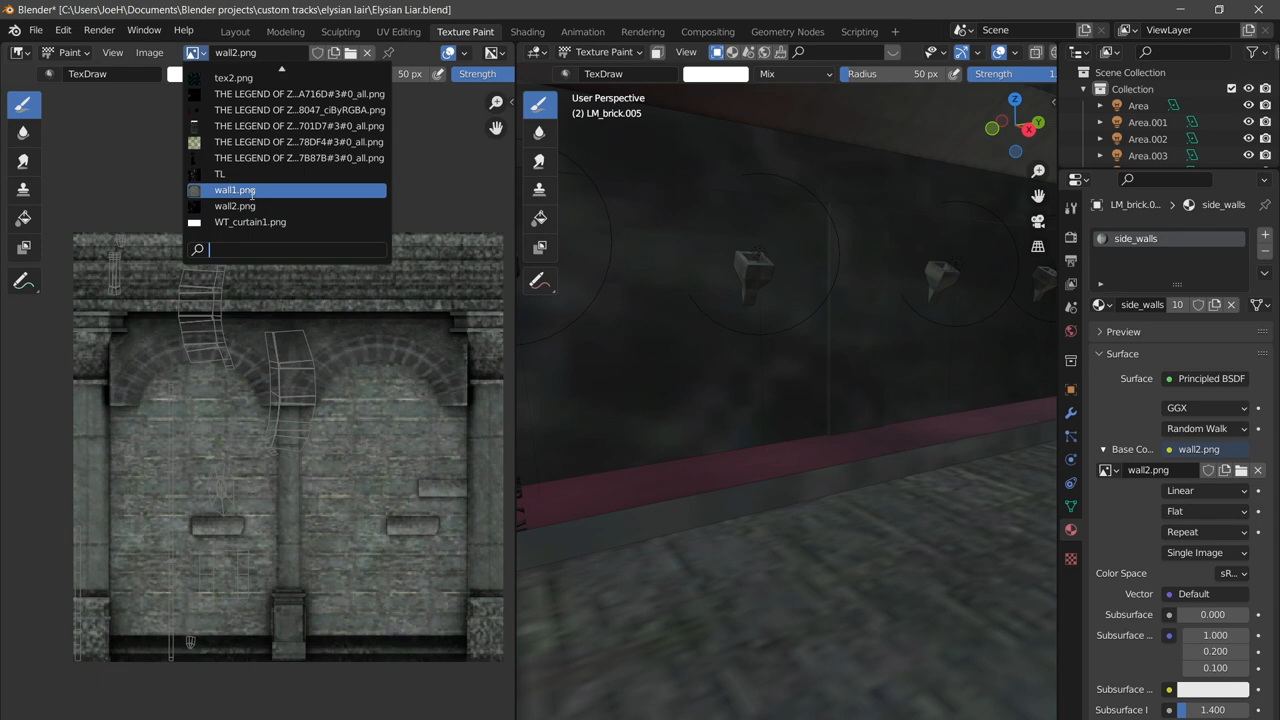 Blender* [C:\Users\JoeH\Documents\Blender projects\custom tracks\elysian lair\Elysian Liar.blend]
File Edit Render Window Help Layout Modeling Sculpting UV Editing Texture Paint Shading Animation Rendering Compositing Geometry Nodes Scripting + Scene ViewLayer
Paint View Image wall2.png Texture Paint View
TexDraw 50 px Strength TexDraw Mix Radius 50 px Strength 1.
tex2.png
THE LEGEND OF Z...A716D#3#0_all.png
THE LEGEND OF Z...8047_ciByRGBA.png
THE LEGEND OF Z...701D7#3#0_all.png
THE LEGEND OF Z...78DF4#3#0_all.png
THE LEGEND OF Z...7B87B#3#0_all.png
TL
wall1.png
wall2.png
WT_curtain1.png
User Perspective
(2) LM_brick.005
Z
Y
X
Scene Collection
Collection
Area
Area.001
Area.002
Area.003
LM_brick.0... side_walls
side_walls
side_walls 10
Preview
Surface
Surface Principled BSDF
GGX
Random Walk
Base Co... wall2.png
wall2.png
Linear
Flat
Repeat
Single Image
Color Space sR...
Vector Default
Subsurface 0.000
Subsurface ... 1.000
0.200
0.100
Subsurface ...
Subsurface I 1.400